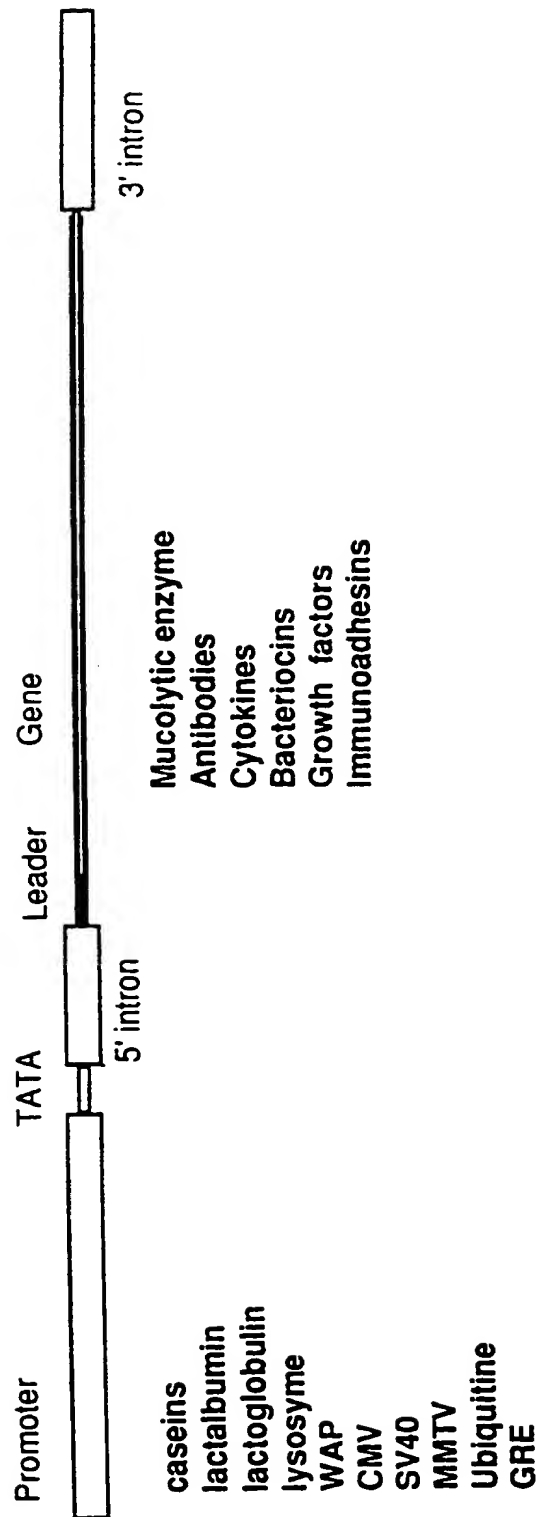 Promoter
TATA
Leader
Gene
5' intron
3' intron
caseins
lactalbumin
lactoglobulin
lysosyme
WAP
CMV
SV40
MMTV
Ubiquitine
GRE
Mucolytic enzyme
Antibodies
Cytokines
Bacteriocins
Growth factors
Immunoadhesins